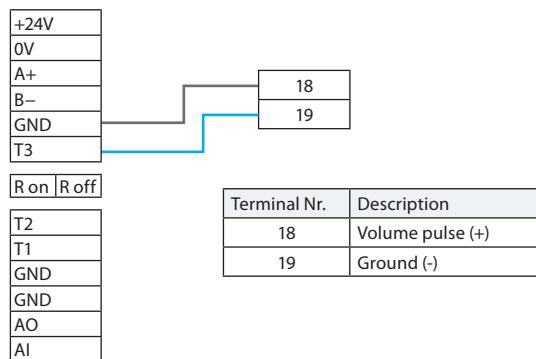 +24V
0V
A+
B−
GND
T3
18
19
R on R off
T2
T1
GND
GND
AO
AI
Terminal Nr. Description
18 Volume pulse (+)
19 Ground (-)